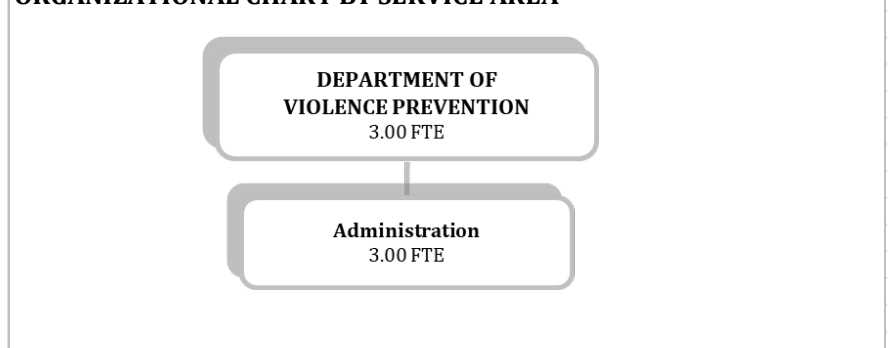 ORGANIZATIONAL CHART BY SERVICE AREA
DEPARTMENT OF
VIOLENCE PREVENTION
3.00 FTE
Administration
3.00 FTE